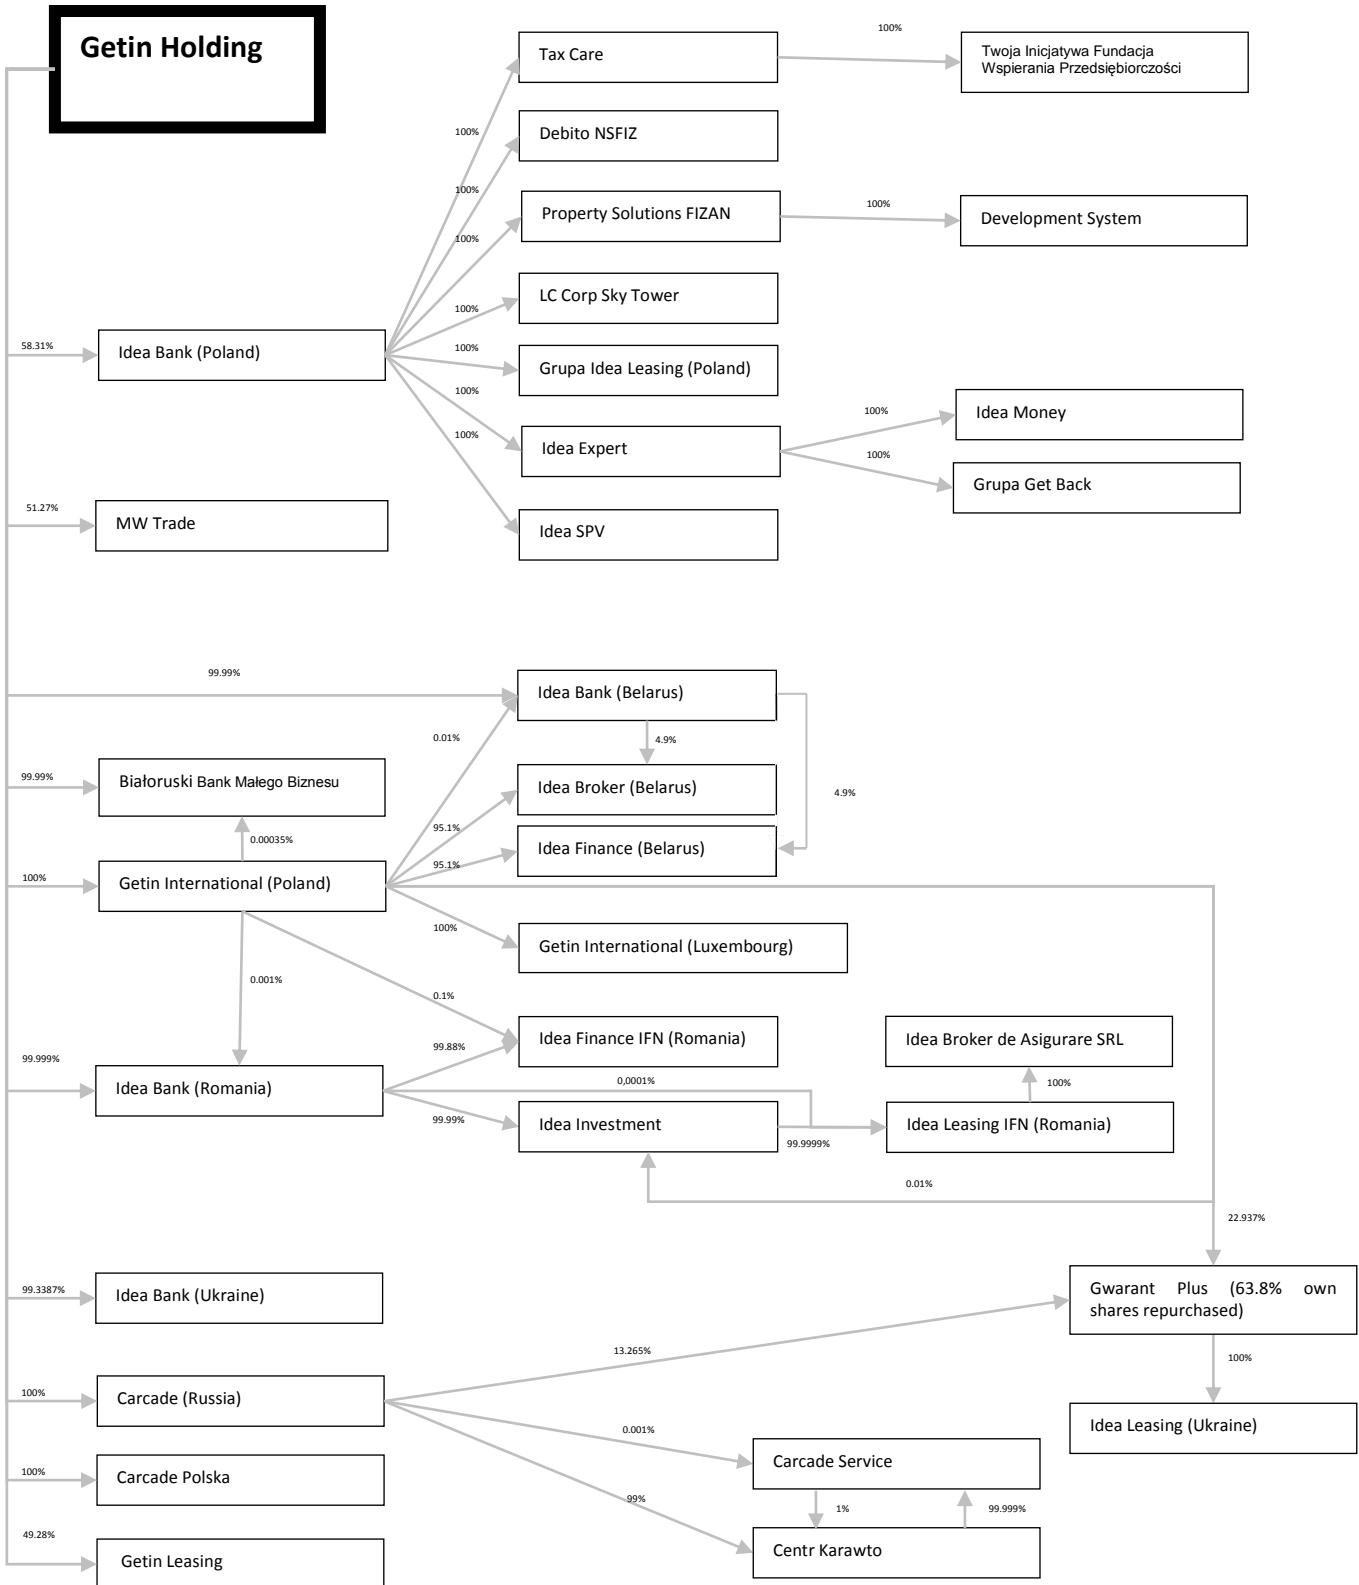 Getin Holding
Tax Care
100%
Twoja Inicjatywa Fundacja
Wspierania Przedsiębiorczości
100%
Debito NSFIZ
100%
Property Solutions FIZAN
100%
Development System
100%
LC Corp Sky Tower
100%
58.31%
Idea Bank (Poland)
100%
Grupa Idea Leasing (Poland)
100%
Idea Expert
100%
Idea Money
100%
Grupa Get Back
100%
Idea SPV
51.27%
MW Trade
99.99%
Idea Bank (Belarus)
0.01%
4.9%
99.99%
Białoruski Bank Małego Biznesu
Idea Broker (Belarus)
4.9%
0.00035%
95.1%
Idea Finance (Belarus)
95.1%
100%
Getin International (Poland)
100%
Getin International (Luxembourg)
0.001%
0.1%
Idea Finance IFN (Romania)
Idea Broker de Asigurare SRL
99.88%
99.999%
Idea Bank (Romania)
0,0001%
100%
99.99%
Idea Investment
99.9999%
Idea Leasing IFN (Romania)
0.01%
22.937%
99.3387%
Idea Bank (Ukraine)
Gwarant Plus (63.8% own
shares repurchased)
13.265%
100%
100%
Carcade (Russia)
Idea Leasing (Ukraine)
0.001%
Carcade Service
100%
Carcade Polska
99%
1%
99.999%
49.28%
Getin Leasing
Centr Karawto